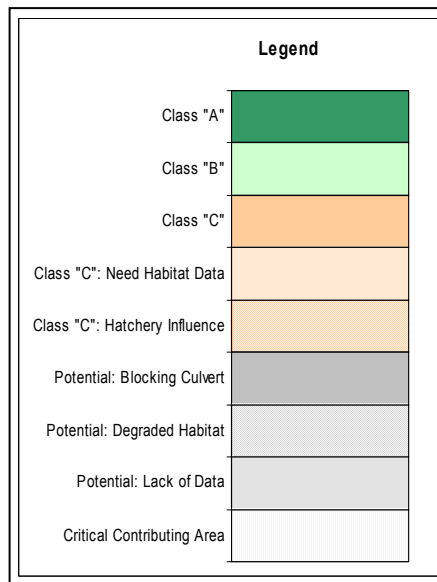 Legend
Class "A"
Class "B"
Class "C"
Class "C": Need Habitat Data
Class "C": Hatchery Influence
Potential: Blocking Culvert
Potential: Degraded Habitat
Potential: Lack of Data
Critical Contributing Area